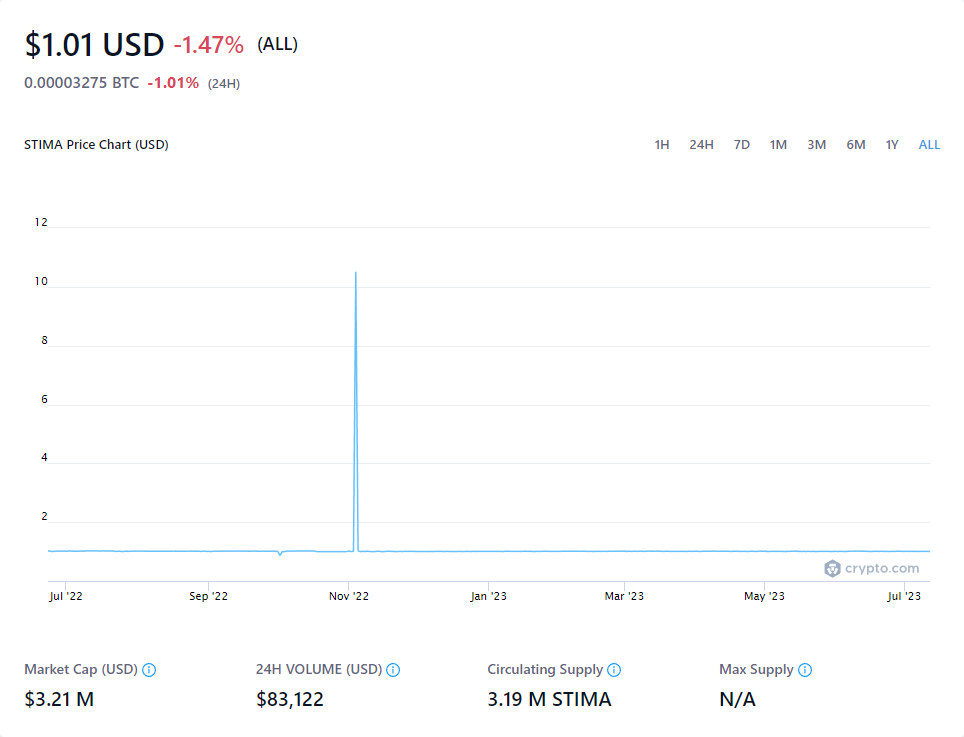 $1.01 USD -1.47% (ALL)
0.00003275 BTC -1.01% (24H)
STIMA Price Chart (USD) 1H 24H 7D 1M 3M 6M 1Y ALL
12
10
8
6
4
2
crypto.com
Jul '22 Sep '22 Nov '22 Jan '23 Mar '23 May '23 Jul '23
Market Cap (USD) 24H VOLUME (USD) Circulating Supply Max Supply
$3.21 M $83,122 3.19 M STIMA N/A